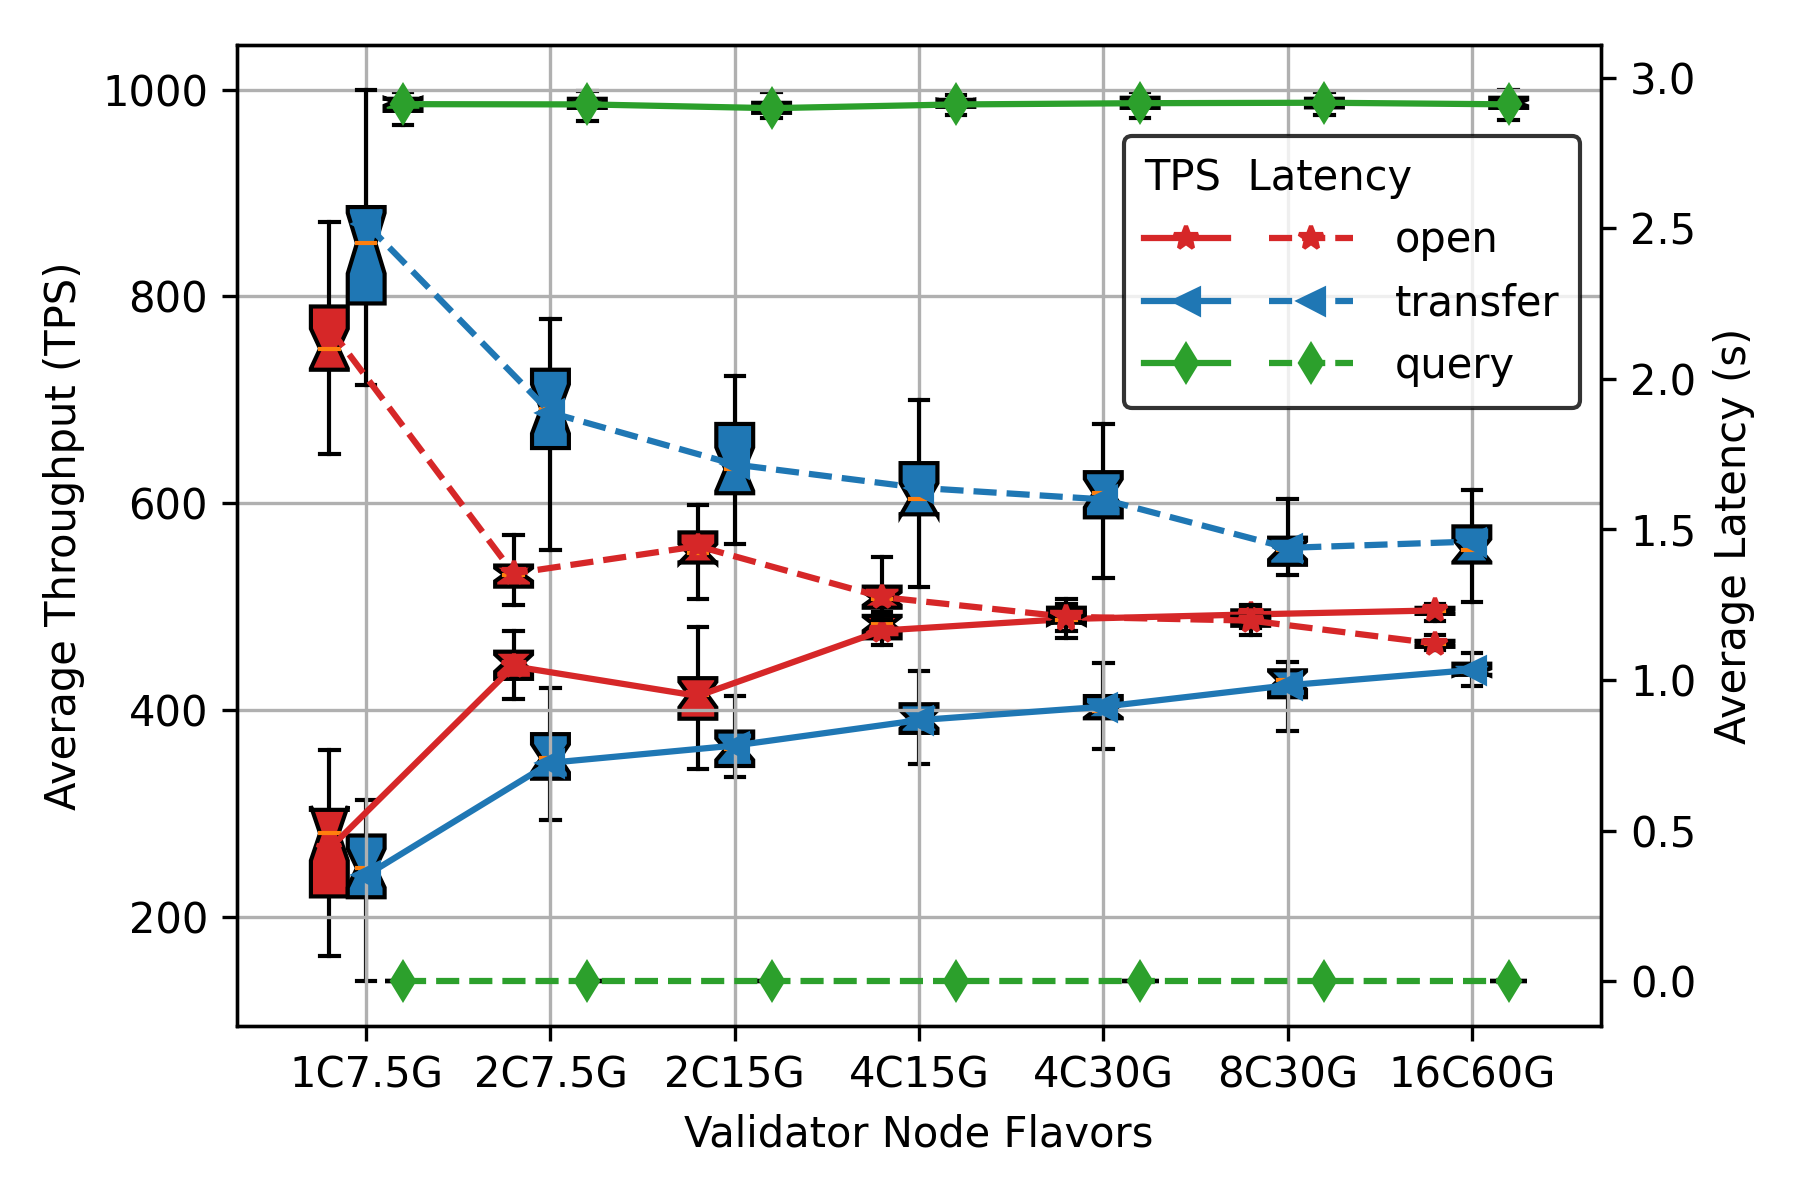 1000
800
600
400
200
Average Throughput (TPS)
3.0
2.5
2.0
1.5
1.0
0.5
0.0
Average Latency (s)
TPS Latency
open
transfer
query
1C7.5G 2C7.5G 2C15G 4C15G 4C30G 8C30G 16C60G
Validator Node Flavors